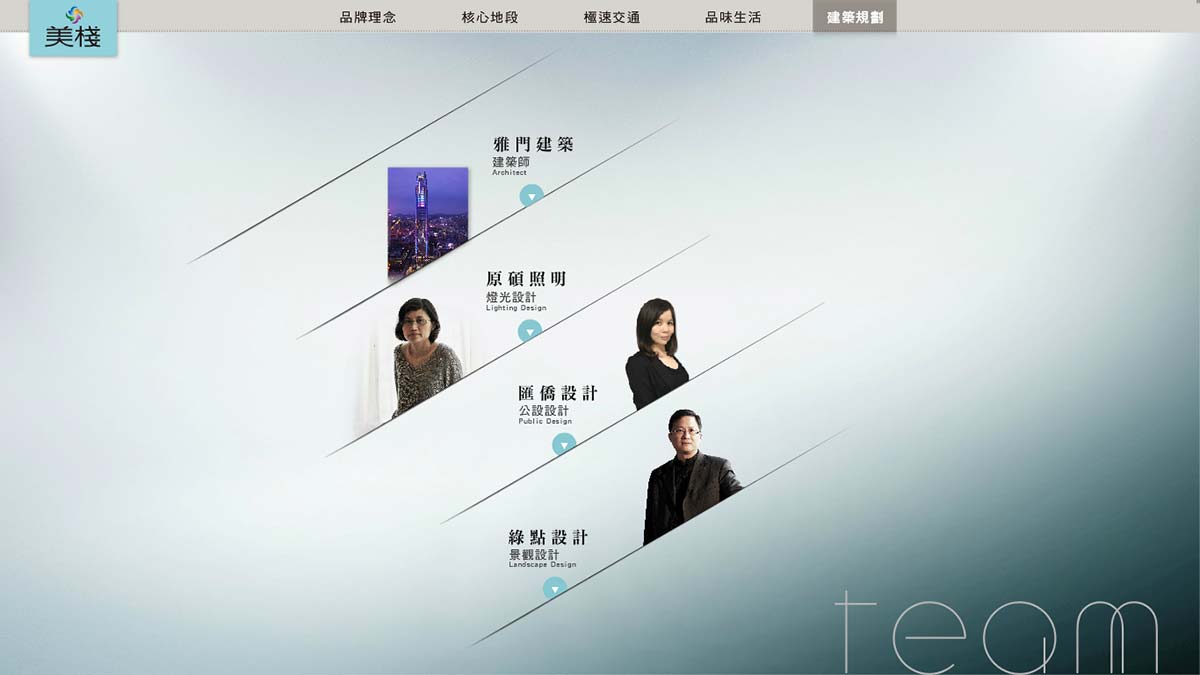 美棧
品牌理念
核心地段
極速交通
品味生活
建築規劃
雅門建築
建築師
Architect
原碩照明
燈光設計
Lighting Design
匯僑設計
公設設計
Public Design
綠點設計
景觀設計
Landscape Design
team